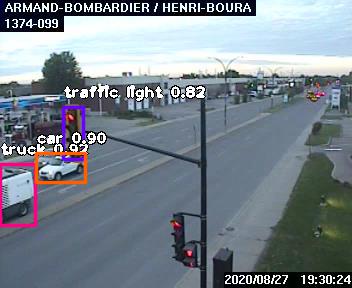 ARMAND-BOMBARDIER / HENRI-BOURA
1374-099
traffic light 0.82
car 0.90
truck 0.92
2020/08/27 19:30:24